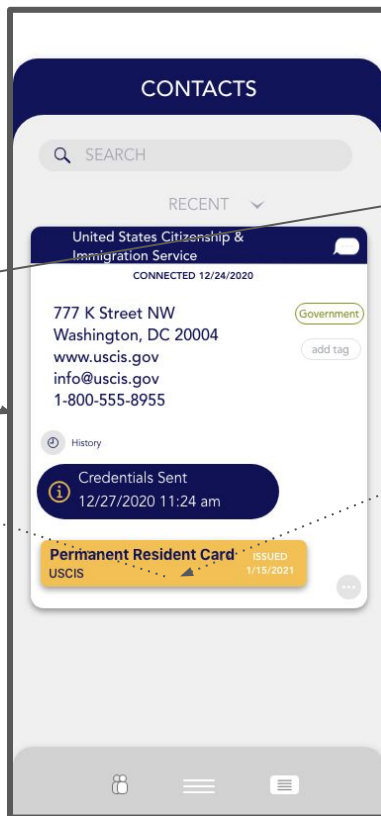 CONTACTS
SEARCH
RECENT
United States Citizenship &
Immigration Service
CONNECTED 12/24/2020
777 K Street NW
Washington, DC 20004
www.uscis.gov
info@uscis.gov
1-800-555-8955
Government
add tag
History
Credentials Sent
12/27/2020 11:24 am
Permanent Resident Card
USCIS
ISSUED
1/15/2021